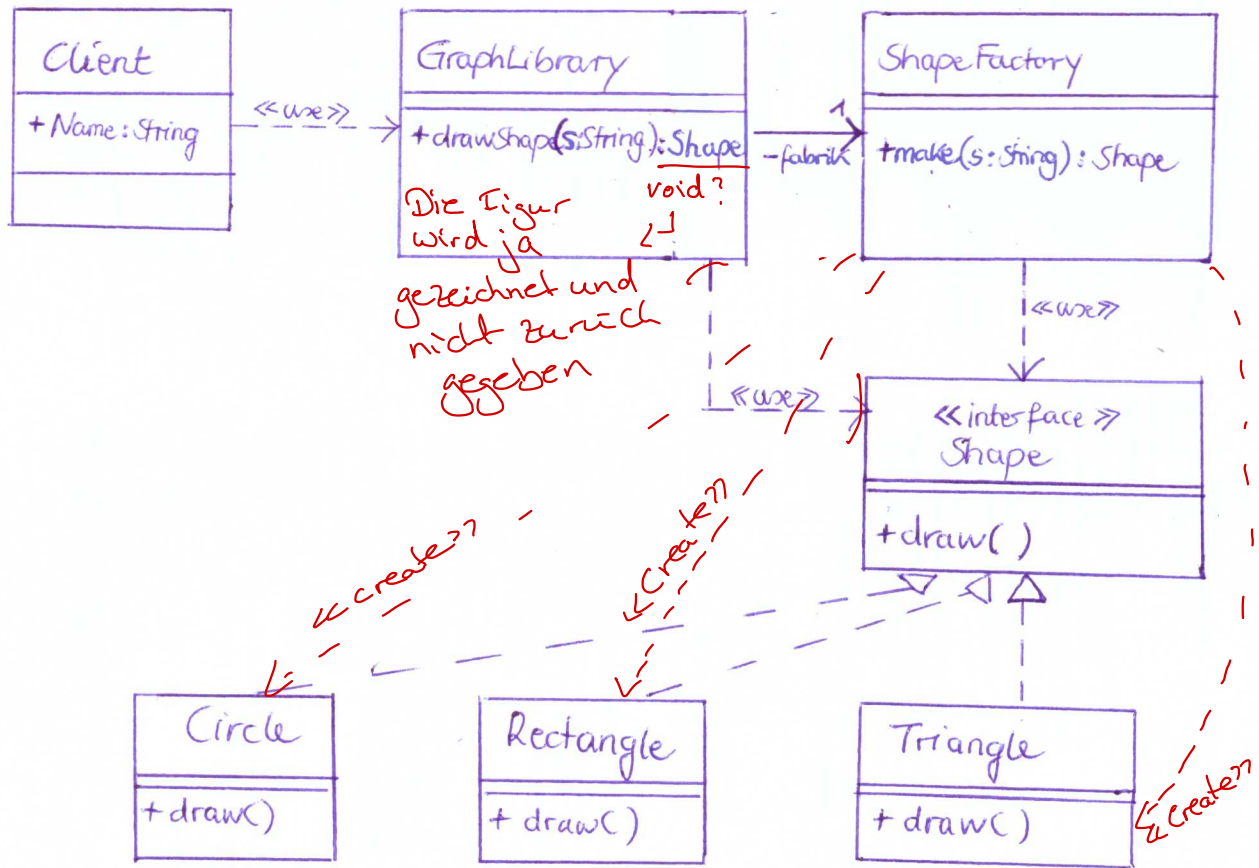 Client
+ Name: String
<<use>>
GraphLibrary
+drawShape(s:String):Shape
void?
Die Figur
wird ja
gezeichnet und
nicht zurück
gegeben
1
-fabrik
ShapeFactory
+make(s: String): Shape
<<use>>
<<use>>
<<interface>>
Shape
+draw( )
<<create>>
<<create>>
<<create>>
Circle
+draw()
Rectangle
+ draw()
Triangle
+ draw()